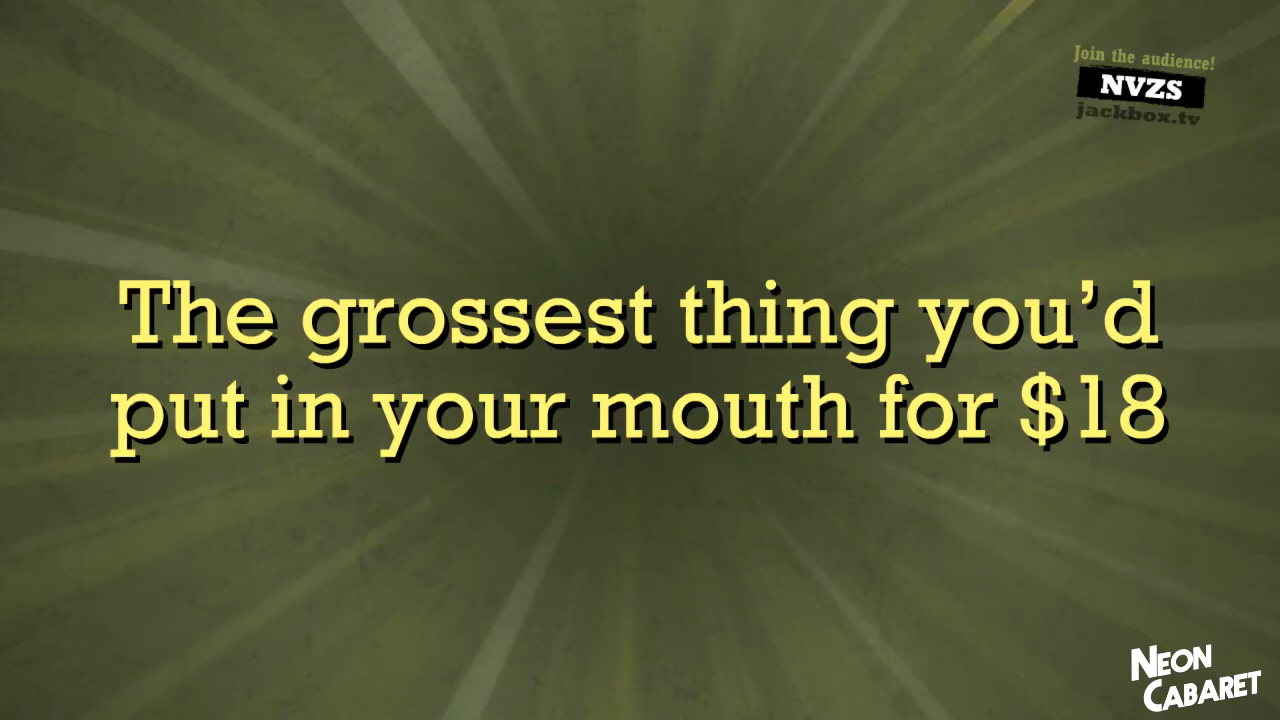 Join the audience!
NVZS
jackbox.tv
The grossest thing you’d
put in your mouth for $18
NEON
CABARET